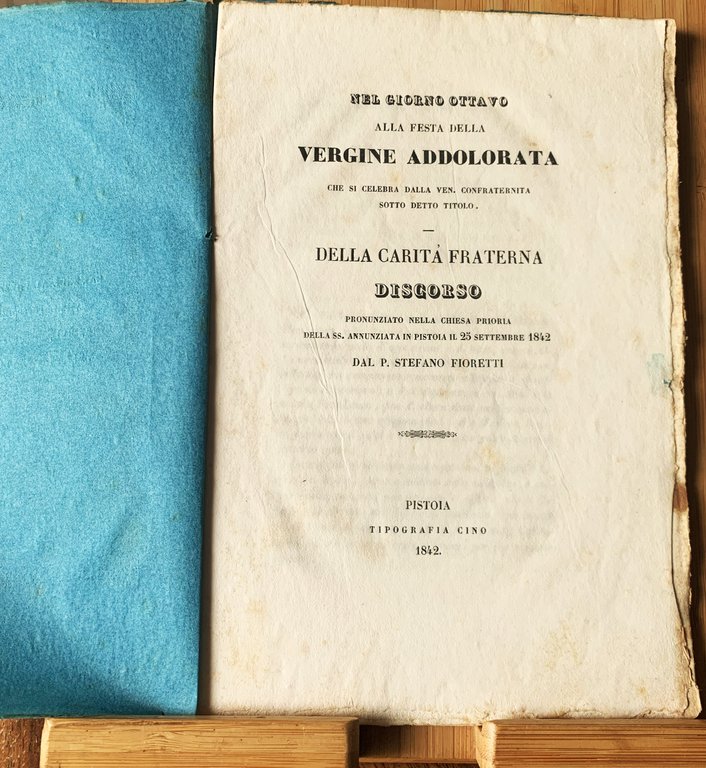 NEL GIORNO OTTAVO
ALLA FESTA DELLA
VERGINE ADDOLORATA
CHE SI CELEBRA DALLA VEN. CONFRATERNITA
SOTTO DETTO TITOLO.
—
DELLA CARITÀ FRATERNA
DISCORSO
PRONUNZIATO NELLA CHIESA PRIORIA
DELLA SS. ANNUNZIATA IN PISTOIA IL 25 SETTEMBRE 1842
DAL P. STEFANO FIORETTI
PISTOIA
TIPOGRAFIA CINO
1842.